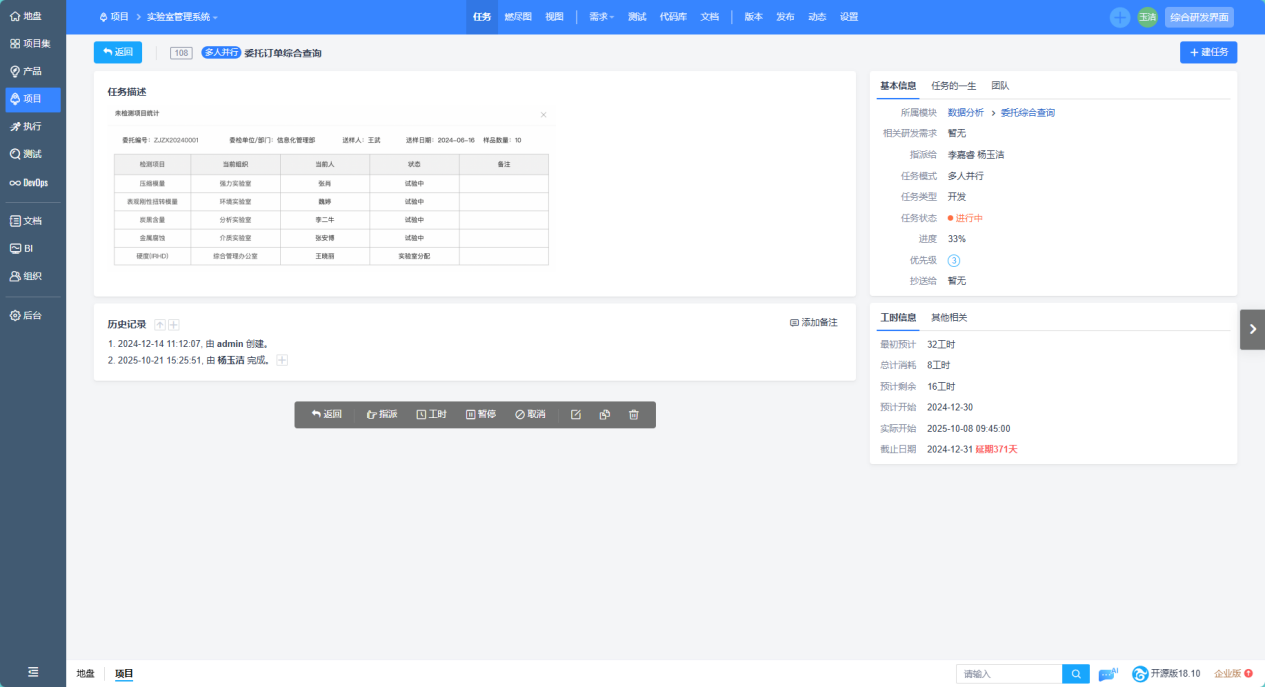 地盘
项目集
产品
项目
执行
测试
DevOps
文档
BI
组织
后台
项目 > 实验室管理系统
任务 燃尽图 视图 需求 测试 代码库 文档 版本 发布 动态 设置
玉洁 综合研发界面
返回 108 多人并行 委托订单综合查询
+ 建任务
任务描述
未检测项目统计
委托编号：ZJZX20240001 委检单位/部门：信息化管理部 送样人：王武 送样日期：2024-06-16 样品数量：10
检测项目 当前组织 当前人 状态 备注
压缩模量 强力实验室 张肖 试验中
表观刚性扭转模量 环境实验室 魏婷 试验中
炭黑含量 分析实验室 李二牛 试验中
金属腐蚀 介质实验室 张安博 试验中
硬度(IRHD) 综合管理办公室 王晓丽 实验室分配
基本信息 任务的一生 团队
所属模块 数据分析 > 委托综合查询
相关研发需求 暂无
指派给 李嘉睿 杨玉洁
任务模式 多人并行
任务类型 开发
任务状态 进行中
进度 33%
优先级 3
抄送给 暂无
历史记录
添加备注
1. 2024-12-14 11:12:07, 由 admin 创建。
2. 2025-10-21 15:25:51, 由 杨玉洁 完成。
工时信息 其他相关
最初预计 32工时
总计消耗 8工时
预计剩余 16工时
预计开始 2024-12-30
实际开始 2025-10-08 09:45:00
截止日期 2024-12-31 延期371天
返回 指派 工时 暂停 取消
地盘 项目
请输入
AI
开源版18.10
企业版